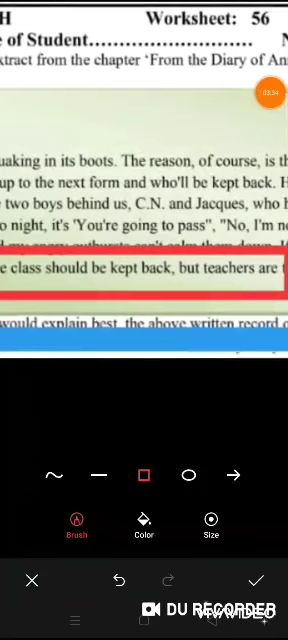 H Worksheet: 56
e of Student............................
xtract from the chapter 'From the Diary of An
03:54
uaking in its boots. The reason, of course, is th
up to the next form and who'll be kept back. H
two boys behind us, C.N. and Jacques, who h
o night, it's 'You're going to pass", "No, I'm no
e class should be kept back, but teachers are t
would explain best, the above written record o
Brush Color Size
DU RECORDER
VIVAVIDEO